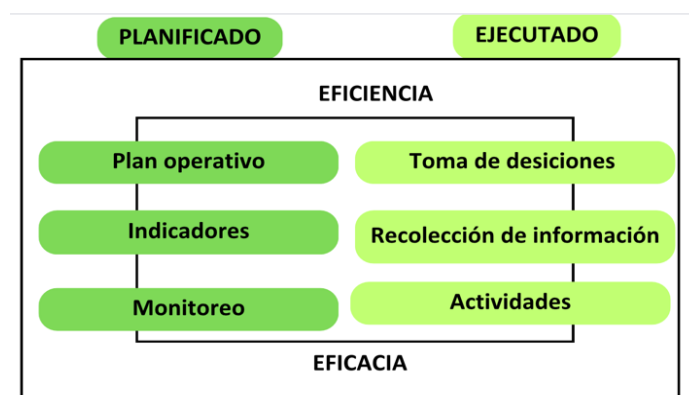 PLANIFICADO
EJECUTADO
EFICIENCIA
Plan operativo
Toma de desiciones
Indicadores
Recolección de información
Monitoreo
Actividades
EFICACIA